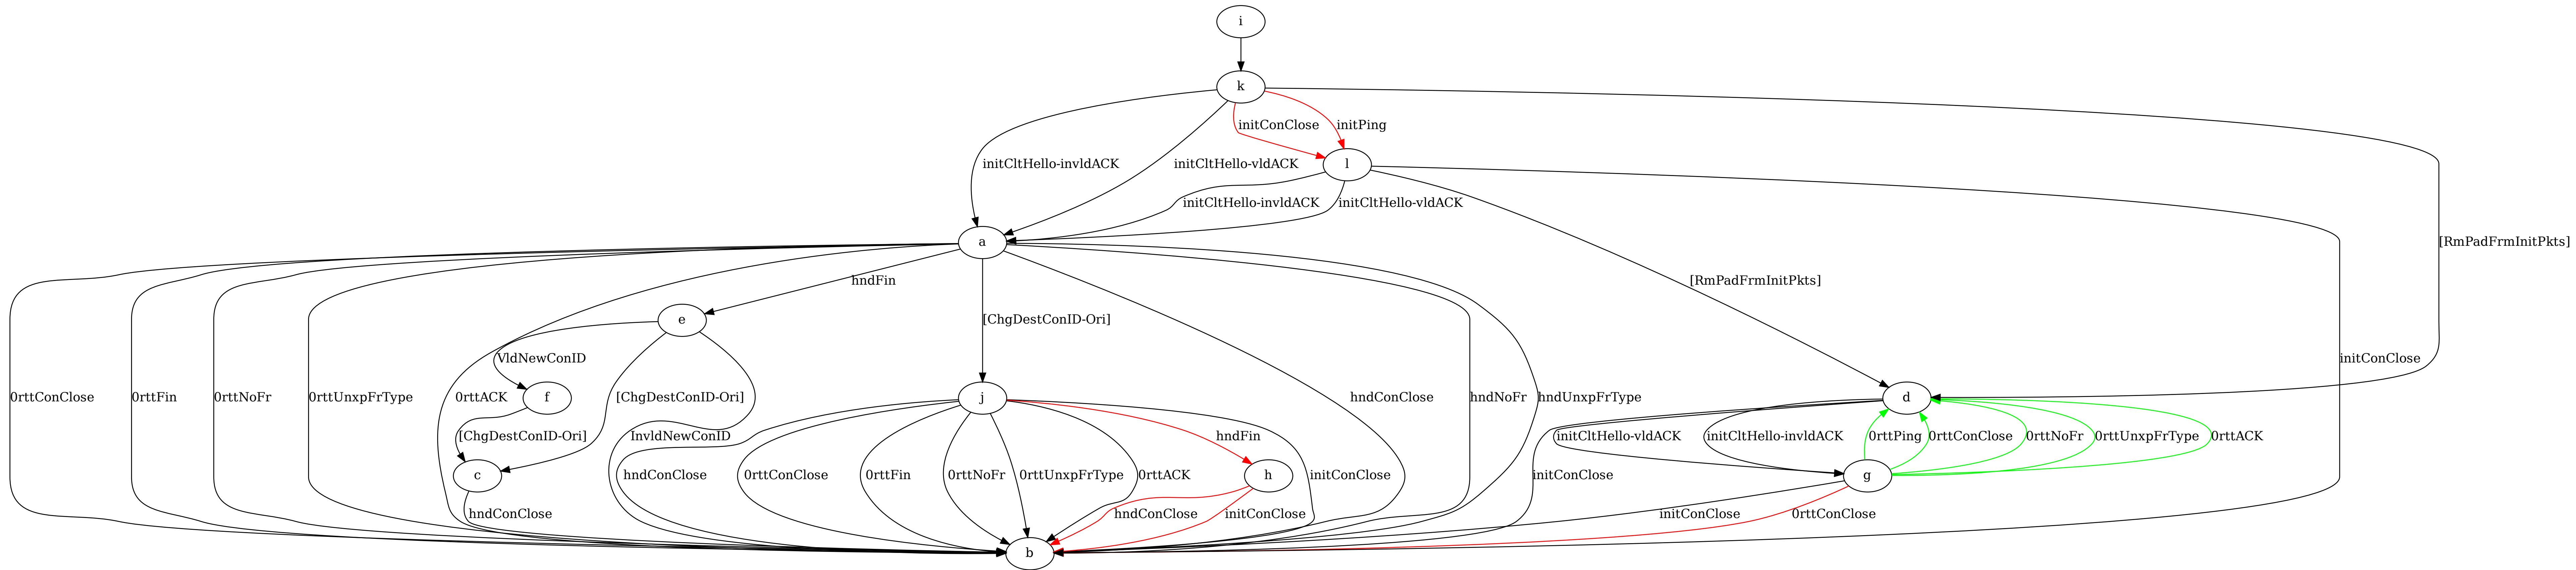 i
k
initConClose
initPing
initCltHello-invldACK
initCltHello-vldACK
l
initCltHello-invldACK
initCltHello-vldACK
a
[RmPadFrmInitPkts]
hndFin
[RmPadFrmInitPkts]
e
[ChgDestConID-Ori]
VldNewConID
initConClose
0rttConClose
0rttFin
0rttNoFr
0rttUnxpFrType
0rttACK
f
[ChgDestConID-Ori]
j
hndConClose
hndNoFr
hndUnxpFrType
d
[ChgDestConID-Ori]
InvldNewConID
hndFin
initCltHello-vldACK
initCltHello-invldACK
0rttPing
0rttConClose
0rttNoFr
0rttUnxpFrType
0rttACK
c
hndConClose
0rttConClose
0rttFin
0rttNoFr
0rttUnxpFrType
0rttACK
h
initConClose
initConClose
g
hndConClose
hndConClose
initConClose
initConClose
0rttConClose
b